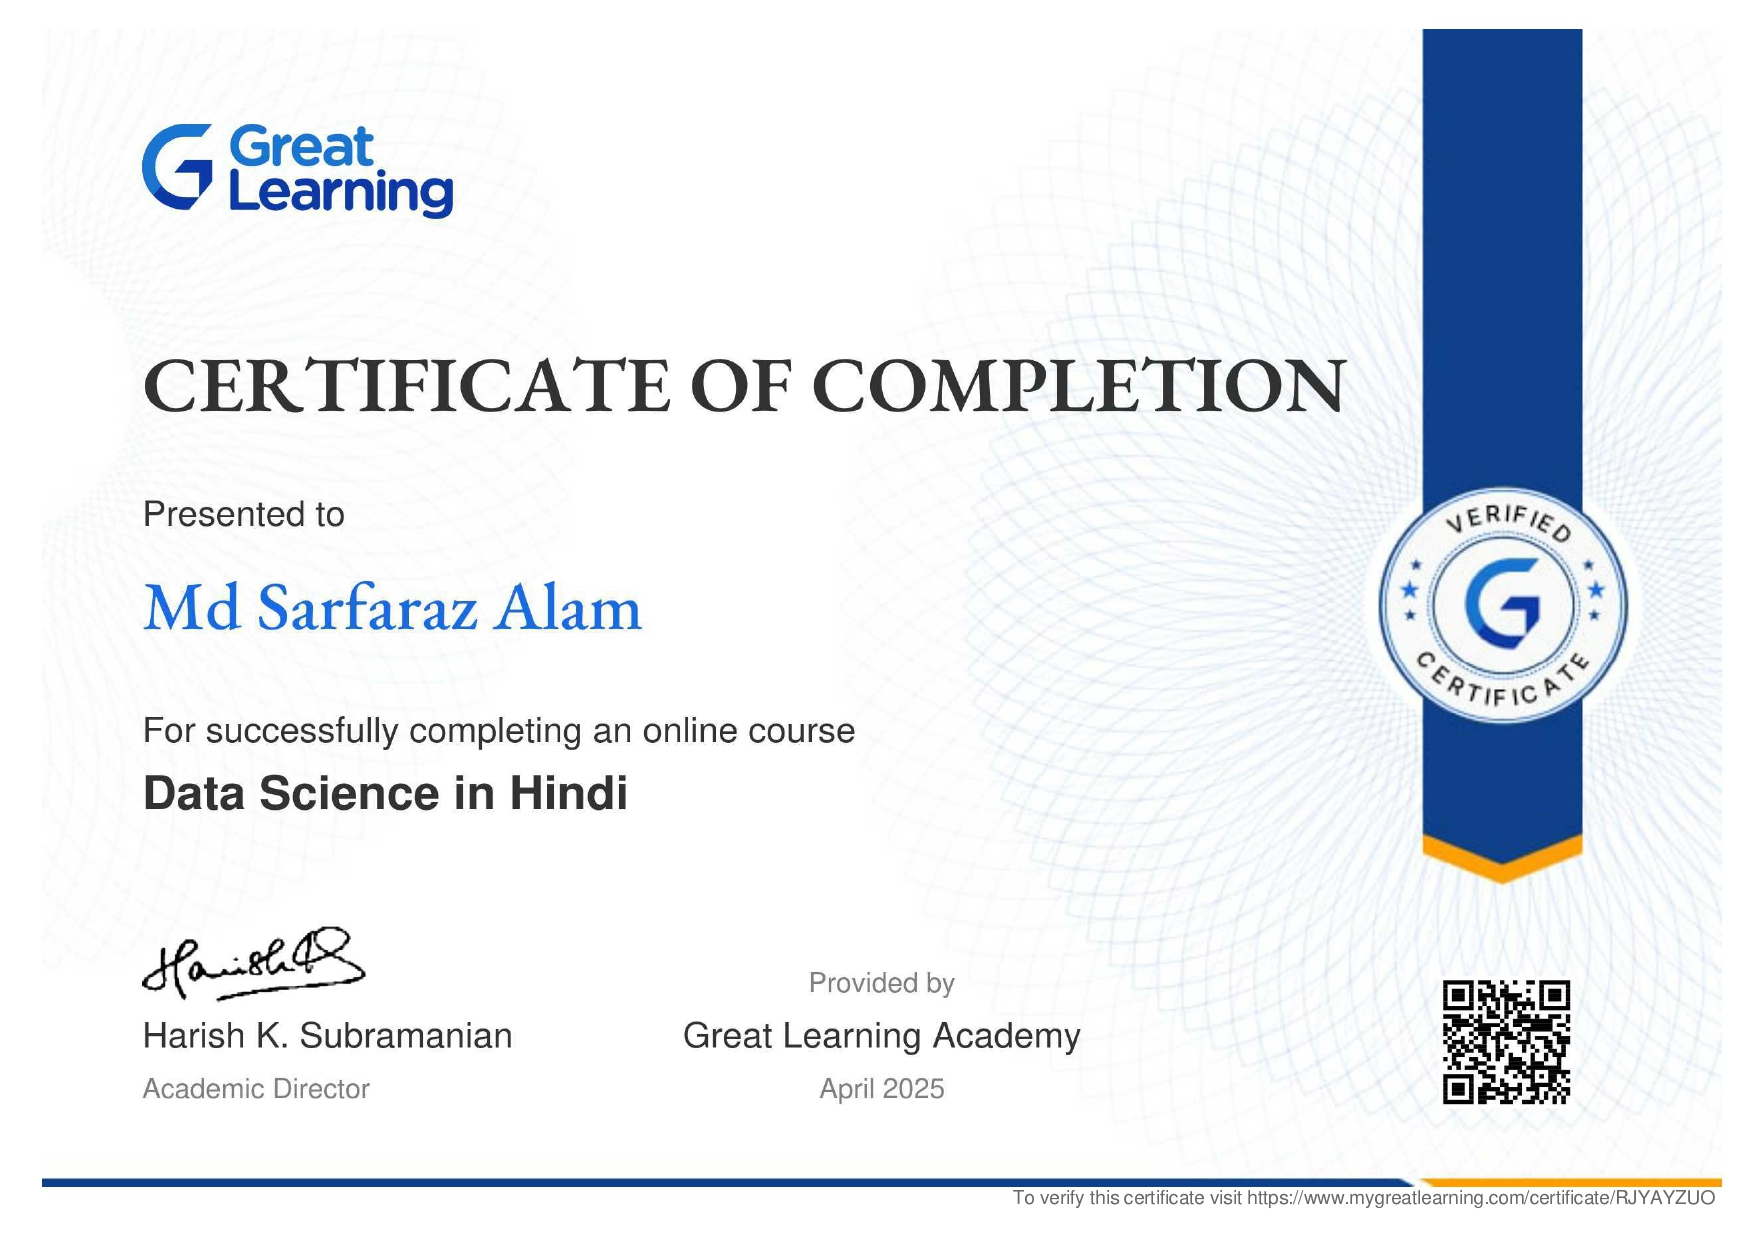 Great
Learning
CERTIFICATE OF COMPLETION
Presented to
Md Sarfaraz Alam
VERIFIED
G
CERTIFICATE
For successfully completing an online course
Data Science in Hindi
Harish
Harish K. Subramanian
Academic Director
Provided by
Great Learning Academy
April 2025
To verify this certificate visit https://www.mygreatlearning.com/certificate/RJYAYZUO